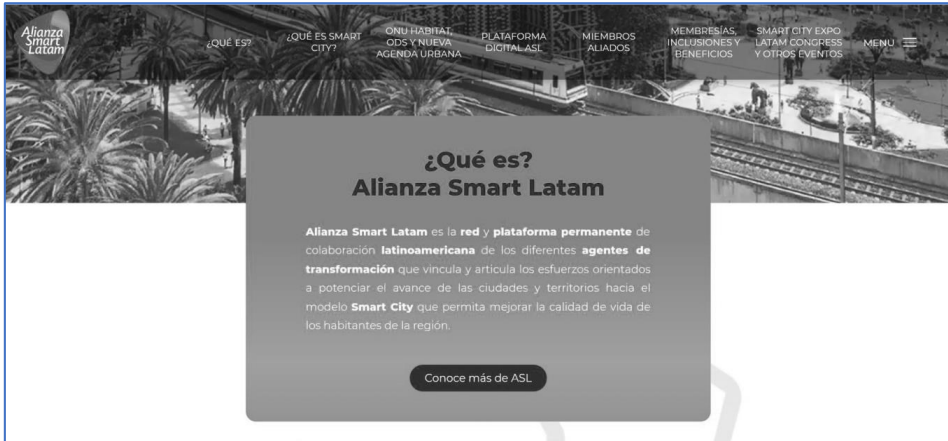 Alianza
Smart
Latam
¿QUÉ ES?
¿QUÉ ES SMART
CITY?
ONU HABITAT,
ODS Y NUEVA
AGENDA URBANA
PLATAFORMA
DIGITAL ASL
MIEMBROS
ALIADOS
MEMBRESÍAS,
INCLUSIONES Y
BENEFICIOS
SMART CITY EXPO
LATAM CONGRESS
Y OTROS EVENTOS
MENU
¿Qué es?
Alianza Smart Latam
Alianza Smart Latam es la red y plataforma permanente de
colaboración latinoamericana de los diferentes agentes de
transformación que vincula y articula los esfuerzos orientados
a potenciar el avance de las ciudades y territorios hacia el
modelo Smart City que permita mejorar la calidad de vida de
los habitantes de la región.
Conoce más de ASL